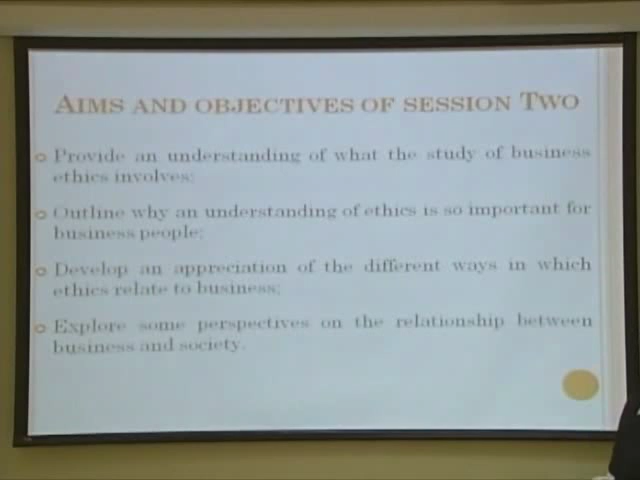 AIMS AND OBJECTIVES OF SESSION TWO
Provide an understanding of what the study of business
ethics involves;
Outline why an understanding of ethics is so important for
business people;
Develop an appreciation of the different ways in which
ethics relate to business;
Explore some perspectives on the relationship between
business and society.